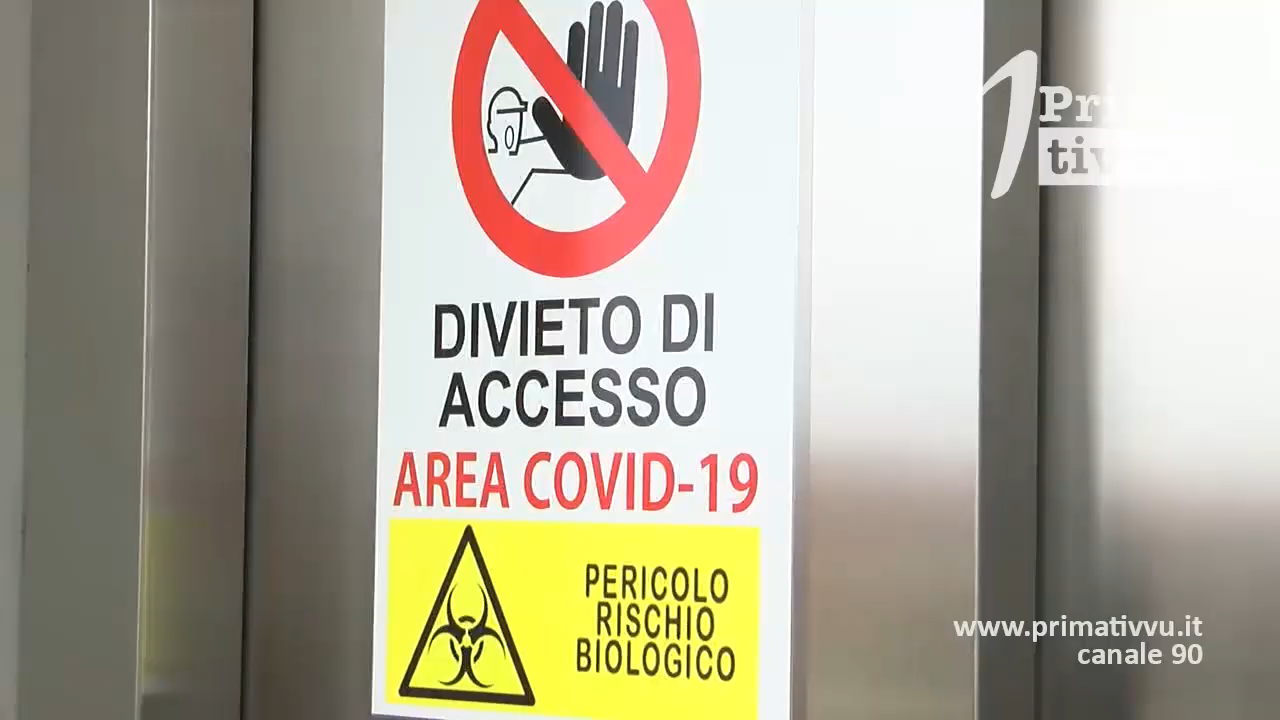 DIVIETO DI
ACCESSO
AREA COVID-19
PERICOLO
RISCHIO
BIOLOGICO
www.primativvu.it
canale 90